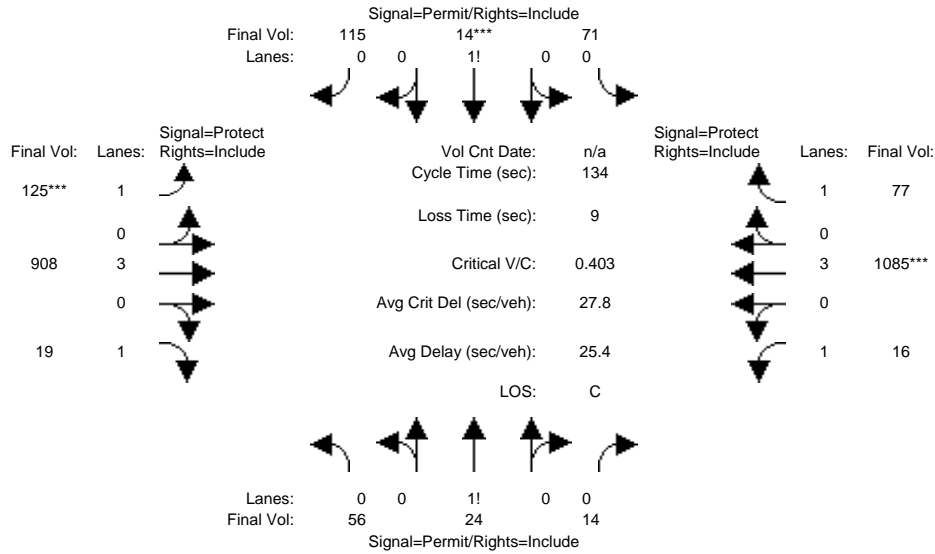 Signal=Permit/Rights=Include
Final Vol: 115 14*** 71
Lanes: 0 0 1! 0 0
Signal=Protect Signal=Protect
Final Vol: Lanes: Rights=Include Vol Cnt Date: n/a Rights=Include Lanes: Final Vol:
Cycle Time (sec): 134
125*** 1 1 77
Loss Time (sec): 9
0 0
908 3 Critical V/C: 0.403 3 1085***
0 Avg Crit Del (sec/veh): 27.8 0
19 1 Avg Delay (sec/veh): 25.4 1 16
LOS: C
Lanes: 0 0 1! 0 0
Final Vol: 56 24 14
Signal=Permit/Rights=Include